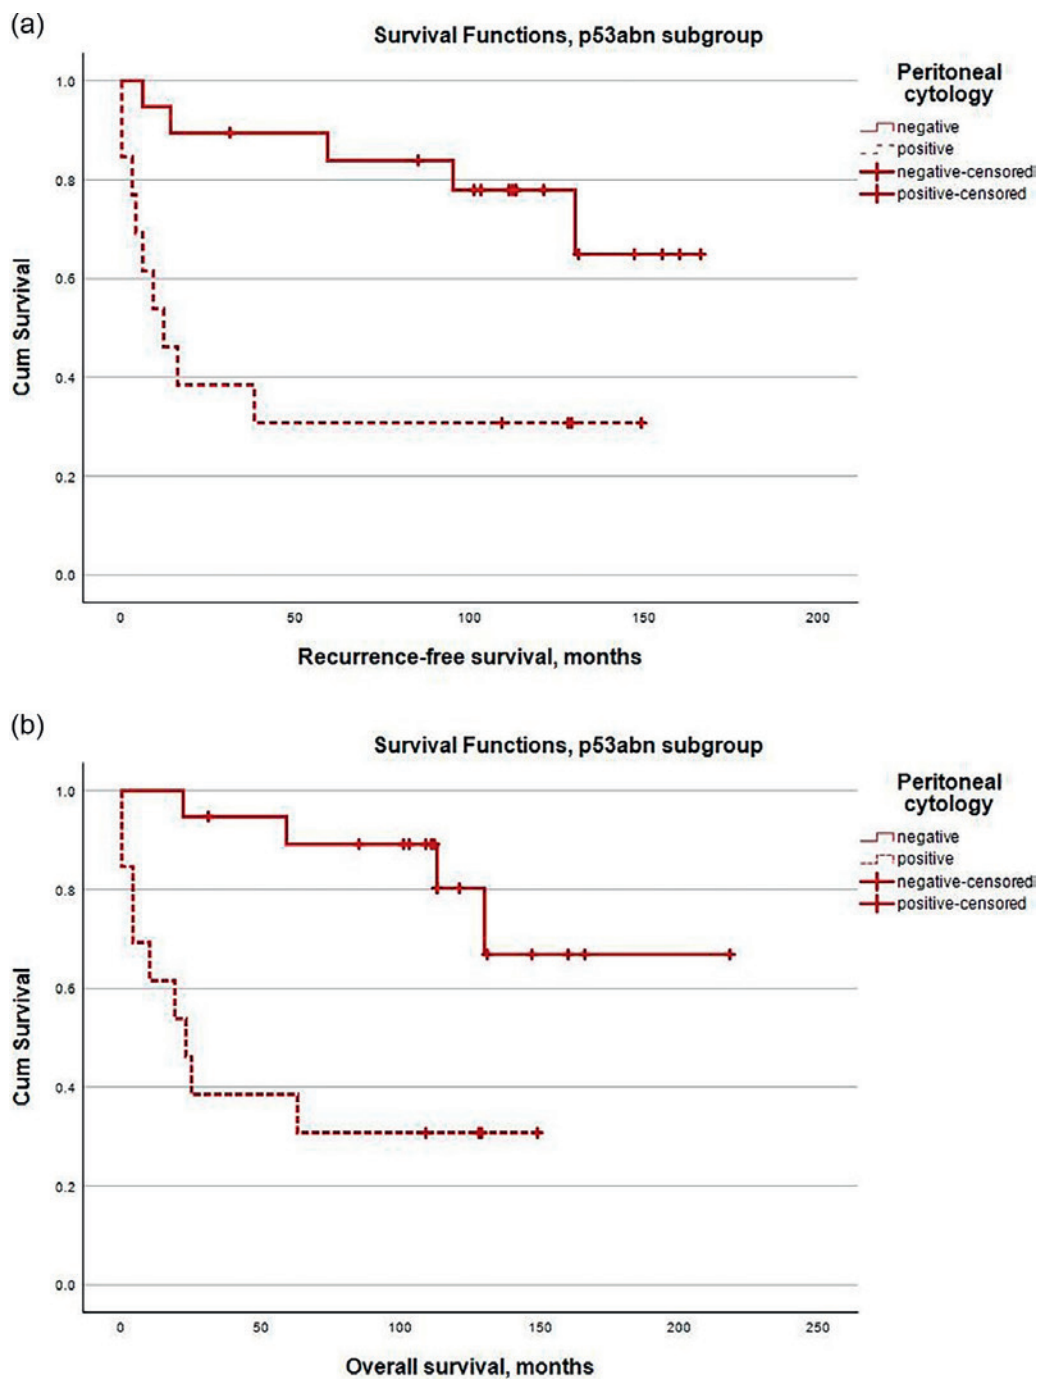 (a)
Survival Functions, p53abn subgroup
Peritoneal
cytology
negative
positive
negative-censored
positive-censored
Cum Survival
1.0
0.8
0.6
0.4
0.2
0.0
0 50 100 150 200
Recurrence-free survival, months
(b)
Survival Functions, p53abn subgroup
Peritoneal
cytology
negative
positive
negative-censored
positive-censored
Cum Survival
1.0
0.8
0.6
0.4
0.2
0.0
0 50 100 150 200 250
Overall survival, months